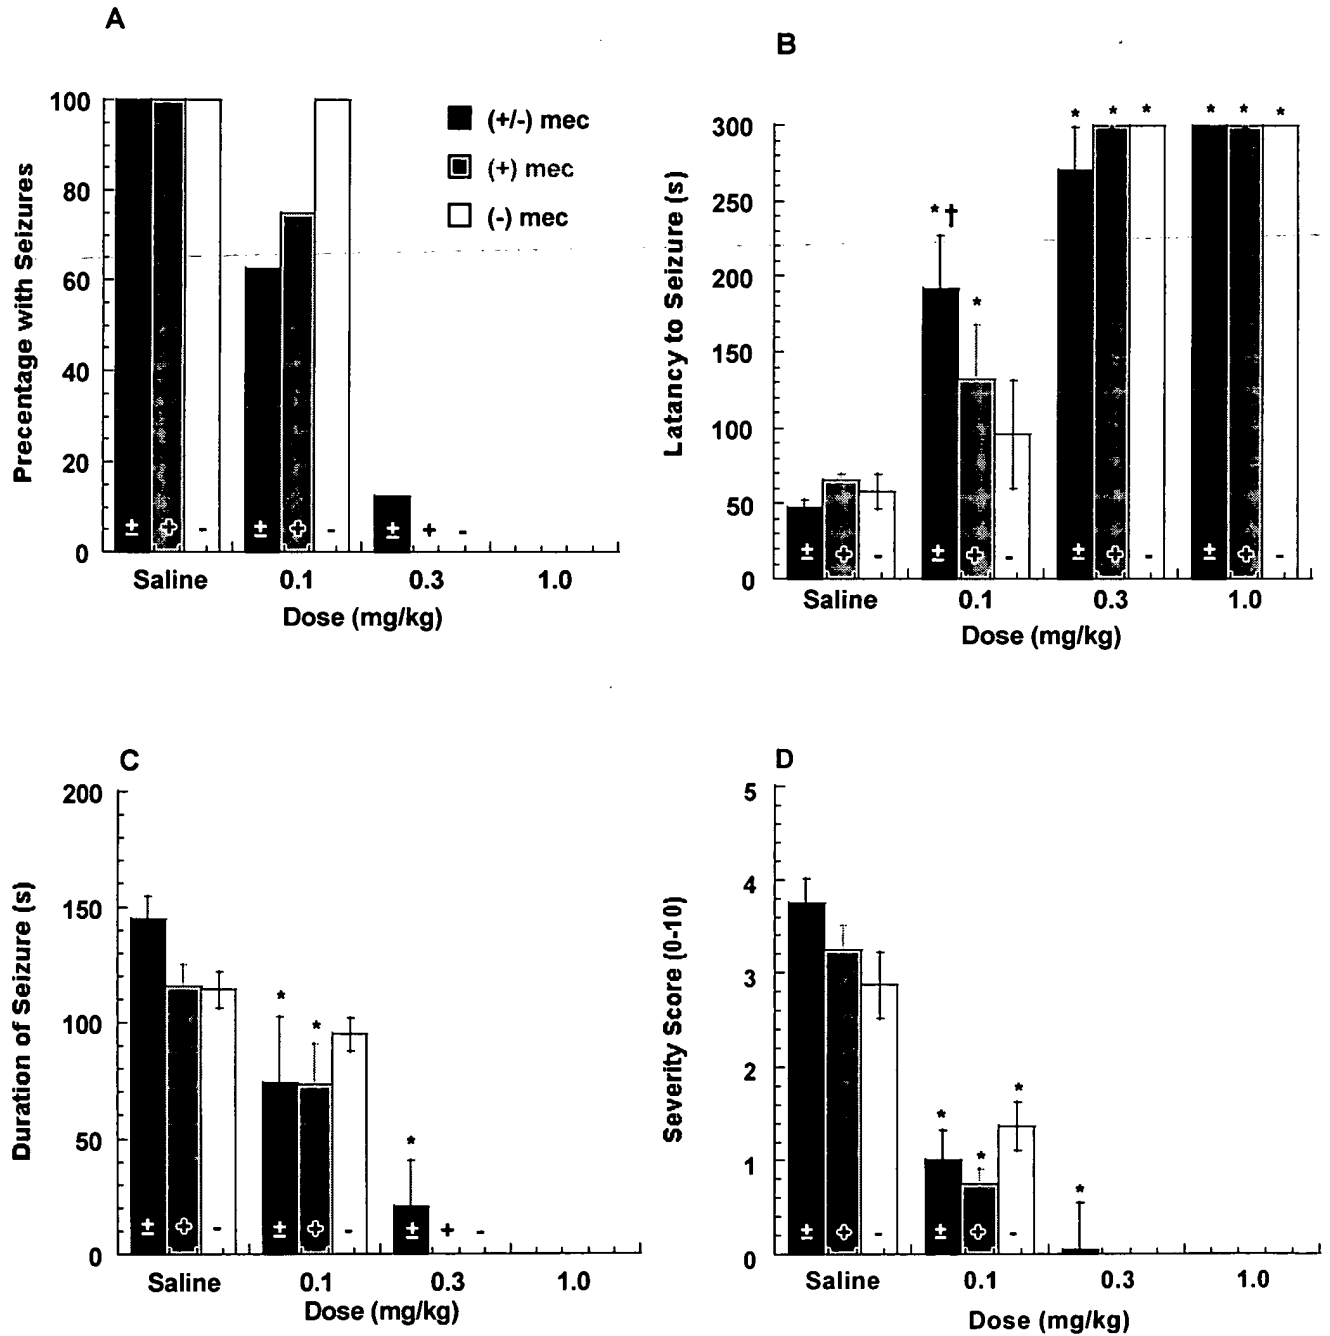 A
Precentage with Seizures
100
80
60
40
20
0
(+/-) mec
(+) mec
(-) mec
± + - ± + - ± + -
Saline 0.1 0.3 1.0
Dose (mg/kg)
B
Latancy to Seizure (s)
300
250
200
150
100
50
0
* * * * * *
* †
*
± + - ± + - ± + - ± + -
Saline 0.1 0.3 1.0
Dose (mg/kg)
C
Duration of Seizure (s)
200
150
100
50
0
* *
*
± + - ± + - ± + -
Saline 0.1 0.3 1.0
Dose (mg/kg)
D
Severity Score (0-10)
5
4
3
2
1
0
* * *
*
± + - ± + -
Saline 0.1 0.3 1.0
Dose (mg/kg)